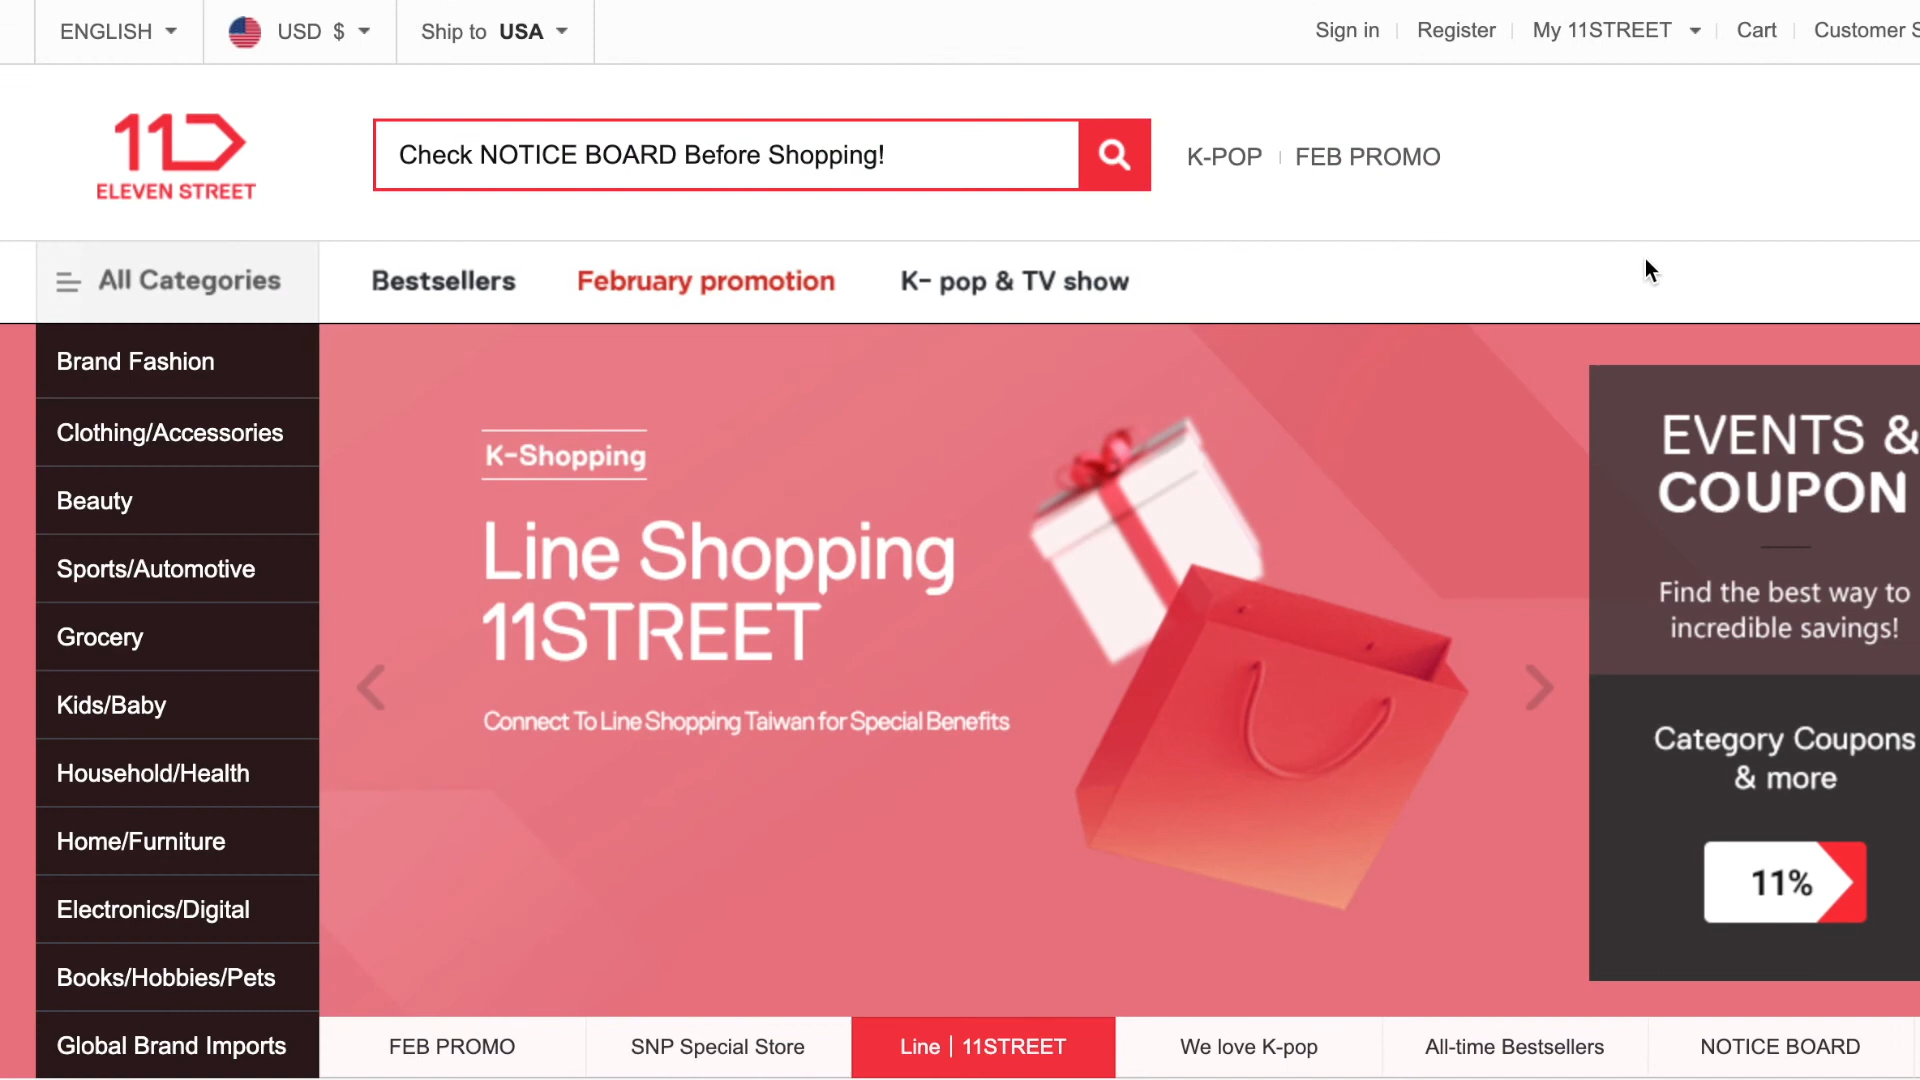 ENGLISH
USD $
Ship to USA
Sign in
Register
My 11STREET
Cart
Customer S
11
ELEVEN STREET
Check NOTICE BOARD Before Shopping!
K-POP
FEB PROMO
All Categories
Bestsellers
February promotion
K- pop & TV show
Brand Fashion
Clothing/Accessories
Beauty
Sports/Automotive
Grocery
Kids/Baby
Household/Health
Home/Furniture
Electronics/Digital
Books/Hobbies/Pets
Global Brand Imports
K-Shopping
Line Shopping
11STREET
Connect To Line Shopping Taiwan for Special Benefits
EVENTS &
COUPON
Find the best way to
incredible savings!
Category Coupons
& more
11%
FEB PROMO
SNP Special Store
Line | 11STREET
We love K-pop
All-time Bestsellers
NOTICE BOARD